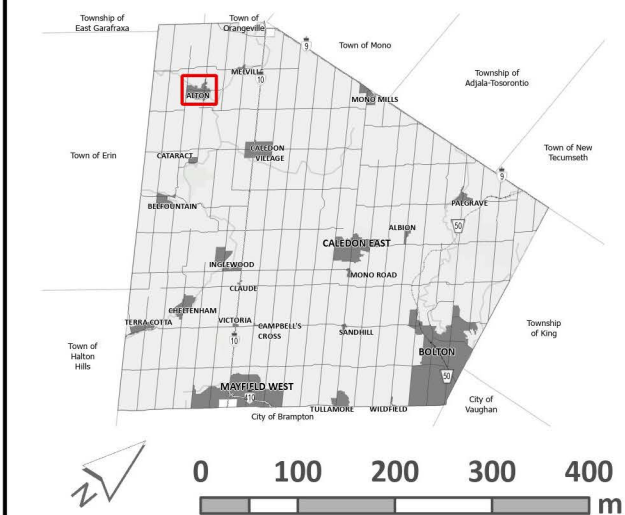 Township of
East Garafraxa
Town of
Orangeville
9
Town of Mono
MELVILLE
10
ALTON
MONO MILLS
Township of
Adjala-Tosorontio
Town of Erin
CATARACT
CALEDON
VILLAGE
Town of New
Tecumseth
9
BELFOUNTAIN
PALGRAVE
50
ALBION
CALEDON EAST
INGLEWOOD
MONO ROAD
CLAUDE
CHELTENHAM
TERRA COTTA
VICTORIA
CAMPBELL'S
CROSS
10
SANDHILL
Township
of King
Town of
Halton
Hills
BOLTON
50
MAYFIELD WEST
410
TULLAMORE
WILDFIELD
City of Brampton
City of
Vaughan
N
0 100 200 300 400
m